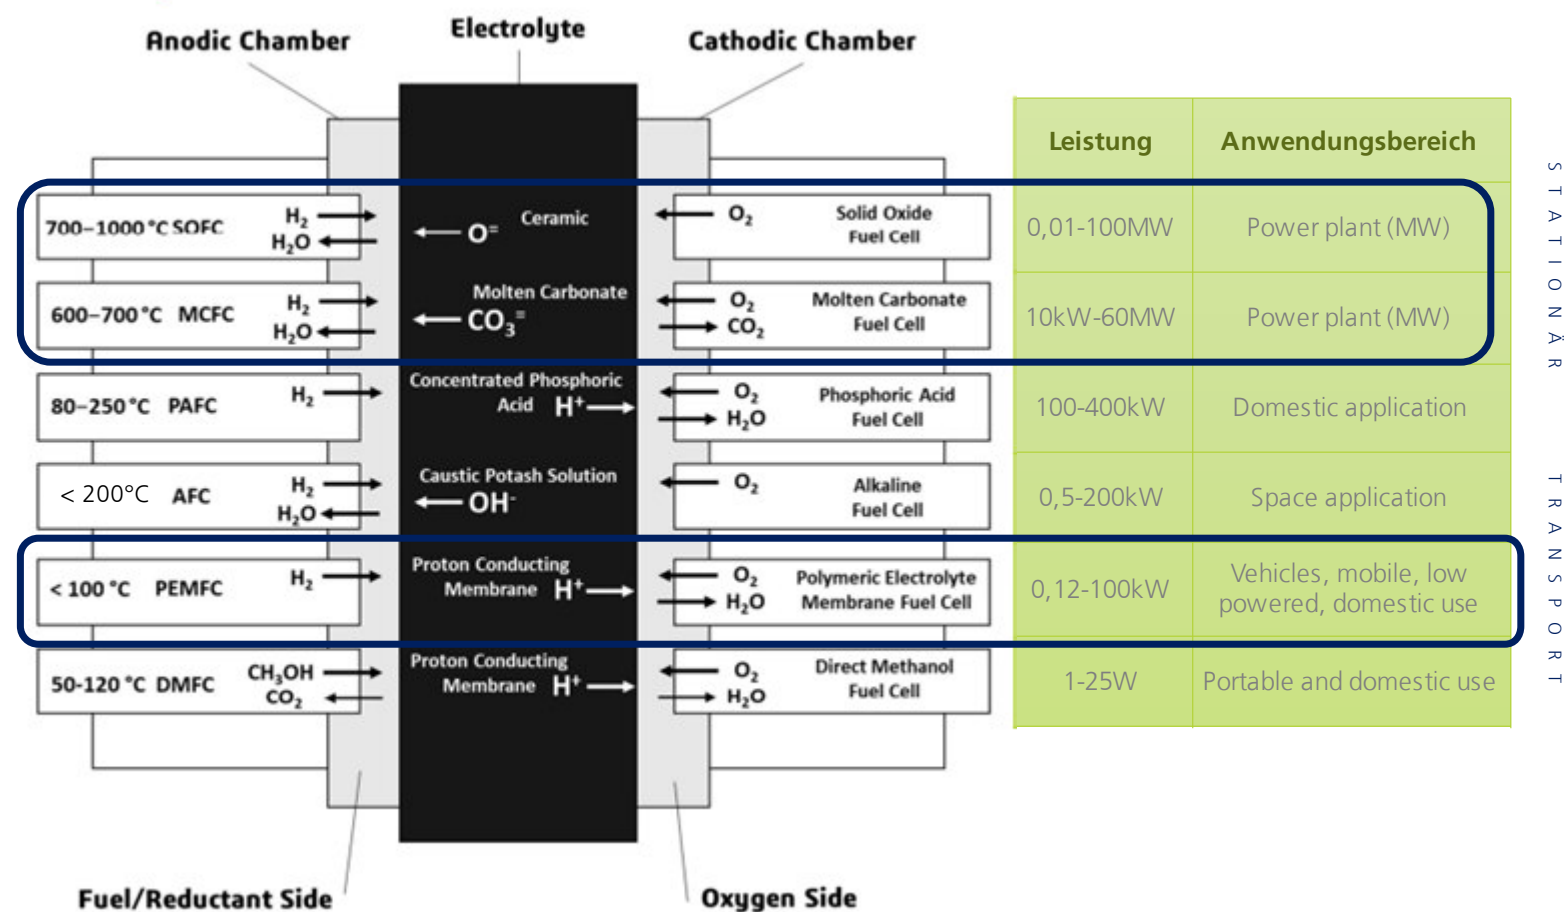 Anodic Chamber
Electrolyte
Cathodic Chamber
Leistung
Anwendungsbereich
700–1000 °C SOFC
H₂
H₂O
O⁼
Ceramic
O₂
Solid Oxide
Fuel Cell
0,01-100MW
Power plant (MW)
600–700 °C MCFC
H₂
H₂O
Molten Carbonate
CO₃⁼
O₂
CO₂
Molten Carbonate
Fuel Cell
10kW-60MW
Power plant (MW)
80–250 °C PAFC
H₂
Concentrated Phosphoric
Acid H⁺
O₂
H₂O
Phosphoric Acid
Fuel Cell
100-400kW
Domestic application
< 200°C AFC
H₂
H₂O
Caustic Potash Solution
OH⁻
O₂
Alkaline
Fuel Cell
0,5-200kW
Space application
< 100 °C PEMFC
H₂
Proton Conducting
Membrane H⁺
O₂
H₂O
Polymeric Electrolyte
Membrane Fuel Cell
0,12-100kW
Vehicles, mobile, low
powered, domestic use
50-120 °C DMFC
CH₃OH
CO₂
Proton Conducting
Membrane H⁺
O₂
H₂O
Direct Methanol
Fuel Cell
1-25W
Portable and domestic use
STATIONÄR
TRANSPORT
Fuel/Reductant Side
Oxygen Side